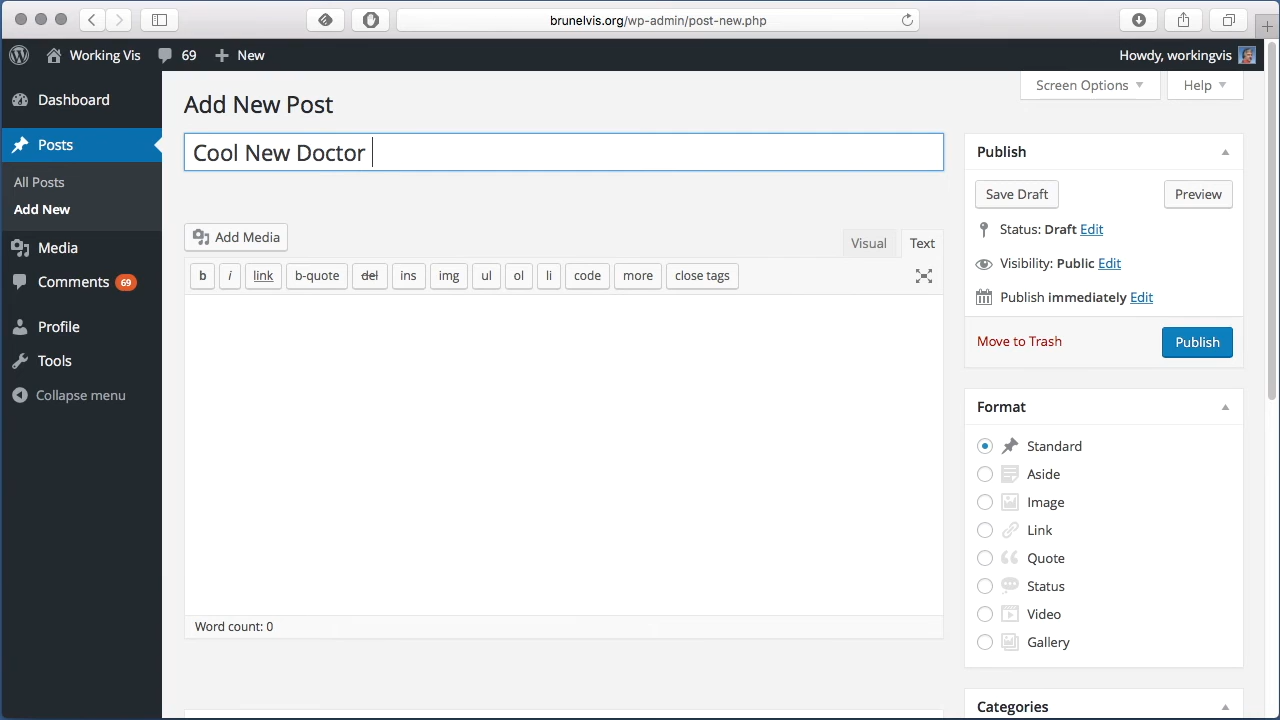 brunelvis.org/wp-admin/post-new.php
Working Vis
69
New
Howdy, workingvis
Dashboard
Posts
All Posts
Add New
Media
Comments 69
Profile
Tools
Collapse menu
Screen Options
Help
Add New Post
Cool New Doctor
Add Media
Visual
Text
b
i
link
b-quote
del
ins
img
ul
ol
li
code
more
close tags
Word count: 0
Publish
Save Draft
Preview
Status: Draft Edit
Visibility: Public Edit
Publish immediately Edit
Move to Trash
Publish
Format
Standard
Aside
Image
Link
Quote
Status
Video
Gallery
Categories